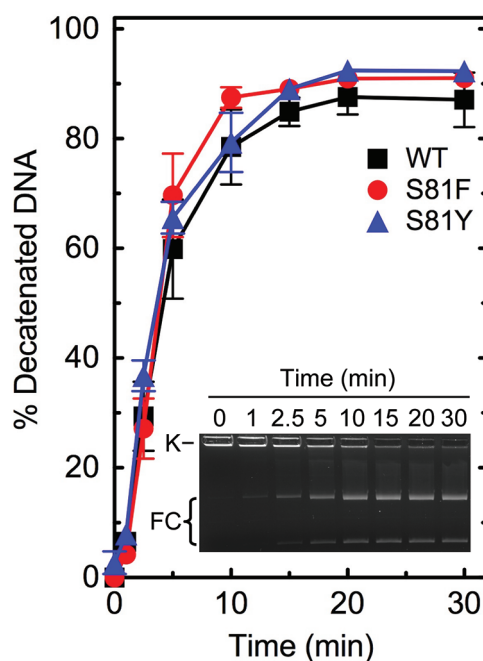 100
80
60
40
20
0
% Decatenated DNA
WT
S81F
S81Y
Time (min)
0 1 2.5 5 10 15 20 30
K–
FC
0 10 20 30
Time (min)